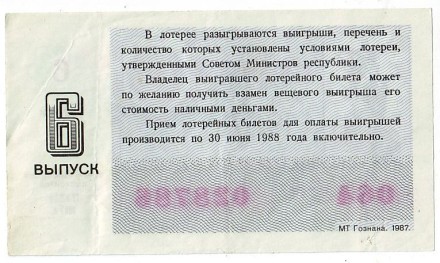 В лотерее разыгрываются выигрыши, перечень и
количество которых установлены условиями лотереи,
утвержденными Советом Министров республики.
Владелец выигравшего лотерейного билета может
по желанию получить взамен вещевого выигрыша его
стоимость наличными деньгами.
Прием лотерейных билетов для оплаты выигрышей
производится по 30 июня 1988 года включительно.
6
ВЫПУСК
МТ Гознака. 1987.